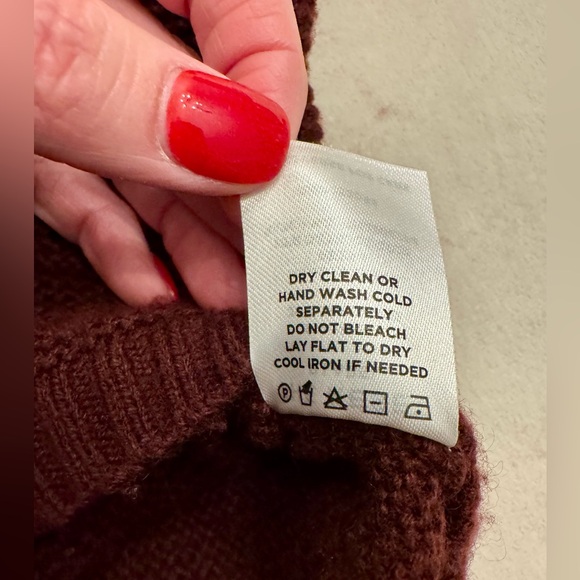 DRY CLEAN OR
HAND WASH COLD
SEPARATELY
DO NOT BLEACH
LAY FLAT TO DRY
COOL IRON IF NEEDED
P